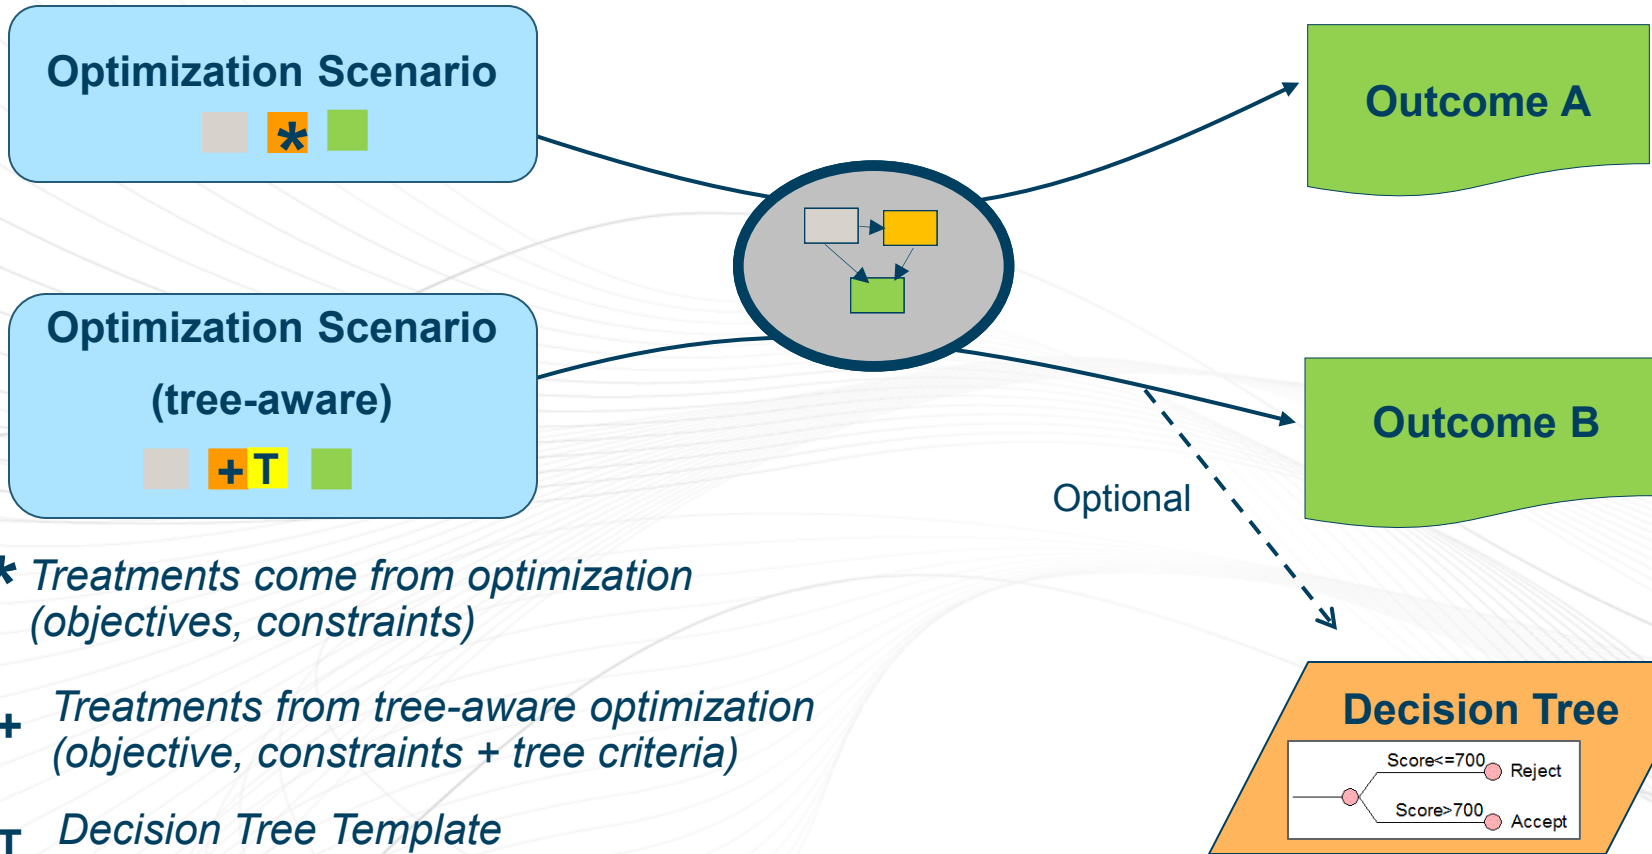 Optimization Scenario
*
Outcome A
Optimization Scenario
(tree-aware)
+ T
Outcome B
Optional
* Treatments come from optimization
(objectives, constraints)
+ Treatments from tree-aware optimization
(objective, constraints + tree criteria)
T Decision Tree Template
Decision Tree
Score<=700 Reject
Score>700 Accept